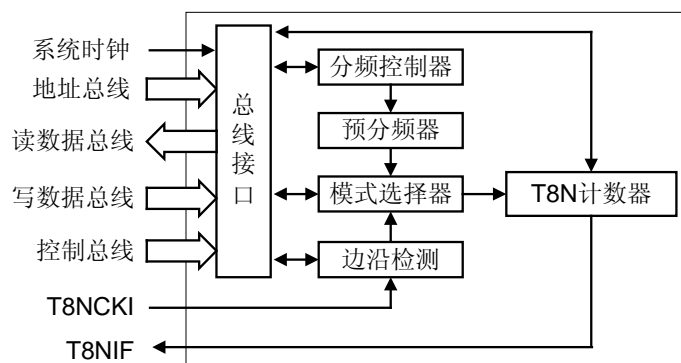 系统时钟
地址总线
读数据总线
写数据总线
控制总线
T8NCKI
T8NIF
总线接口
分频控制器
预分频器
模式选择器
边沿检测
T8N计数器